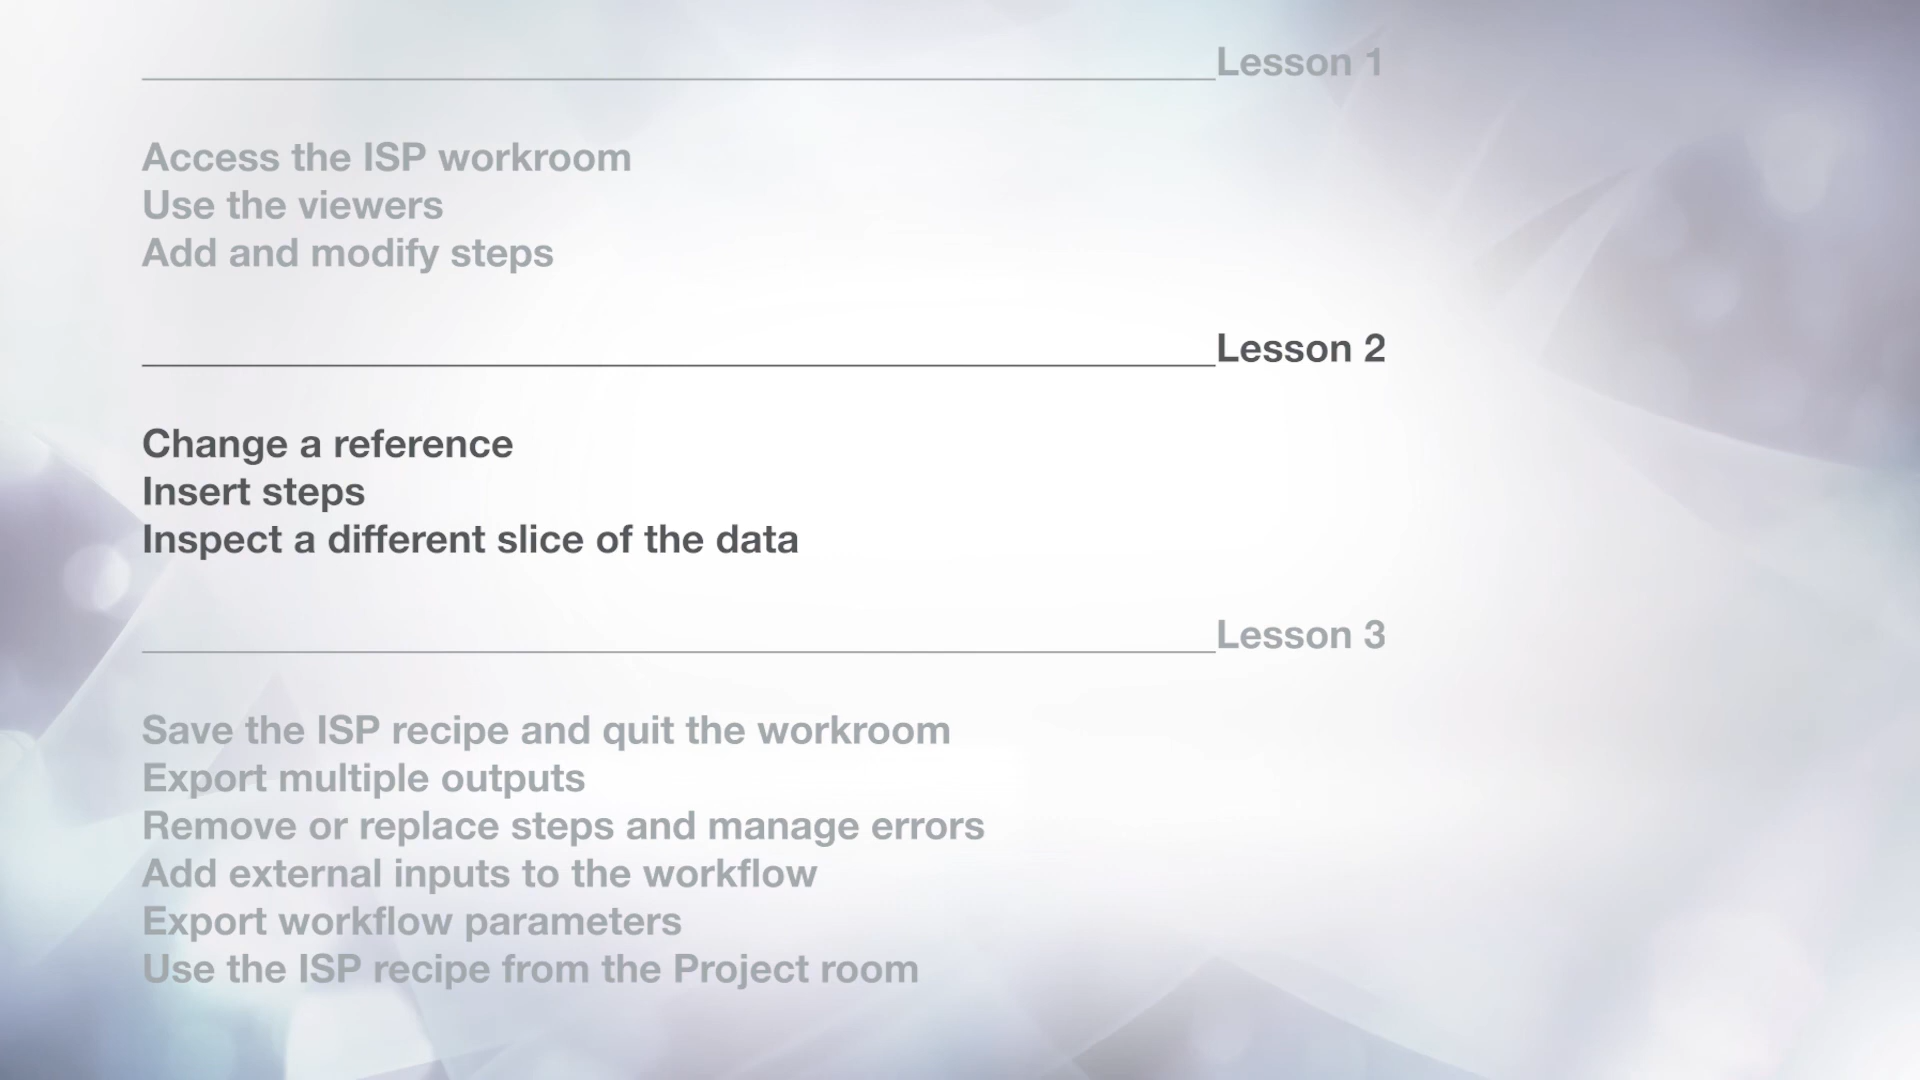 Lesson 1
Access the ISP workroom
Use the viewers
Add and modify steps
Lesson 2
Change a reference
Insert steps
Inspect a different slice of the data
Lesson 3
Save the ISP recipe and quit the workroom
Export multiple outputs
Remove or replace steps and manage errors
Add external inputs to the workflow
Export workflow parameters
Use the ISP recipe from the Project room